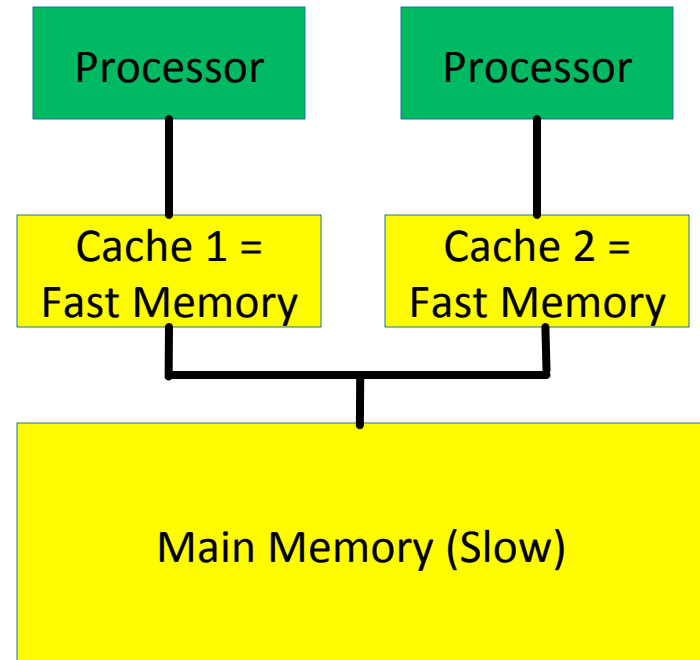 Processor
Processor
Cache 1 =
Fast Memory
Cache 2 =
Fast Memory
Main Memory (Slow)